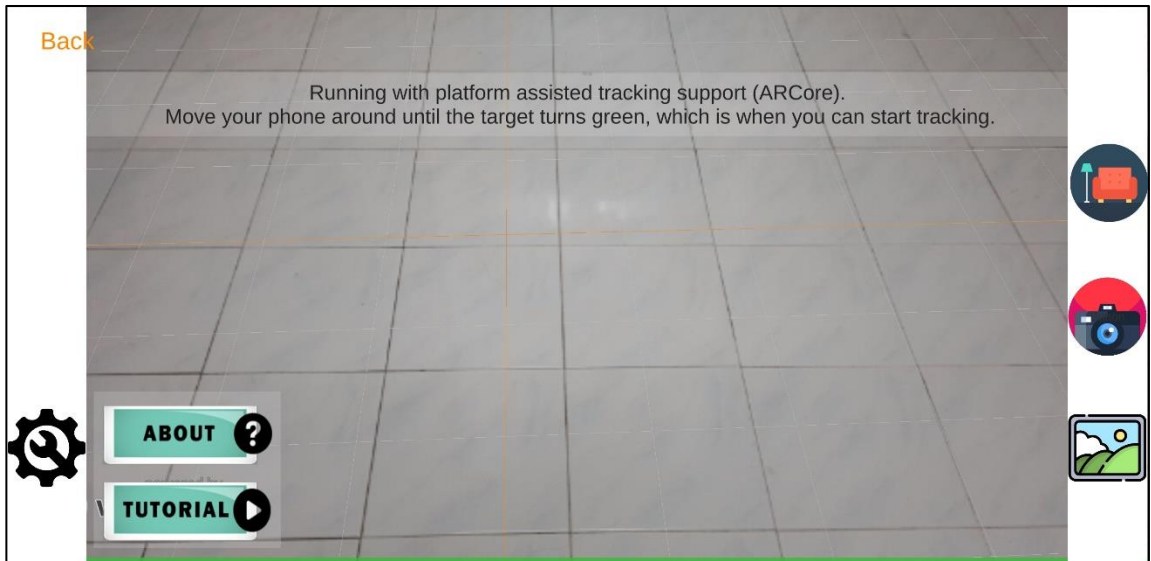 Back
Running with platform assisted tracking support (ARCore).
Move your phone around until the target turns green, which is when you can start tracking.
ABOUT ?
TUTORIAL